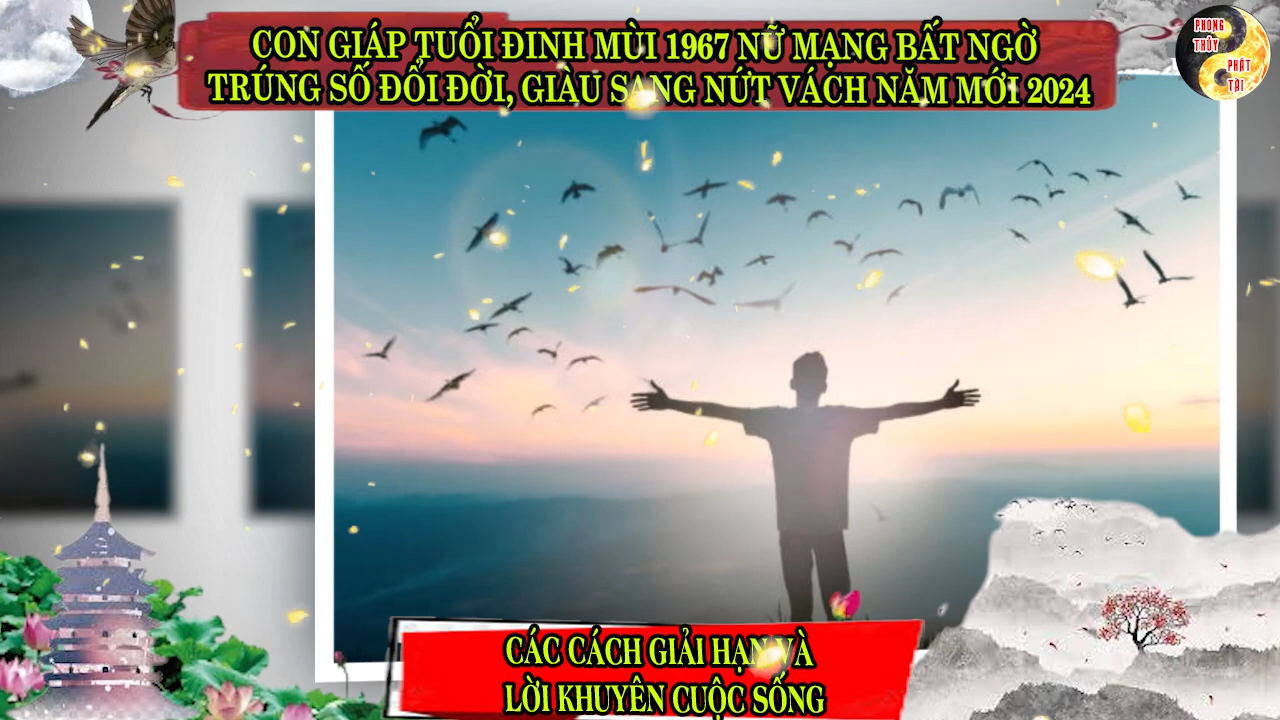 CON GIÁP TUỔI ĐINH MÙI 1967 NỮ MẠNG BẤT NGỜ
TRÚNG SỐ ĐỔI ĐỜI, GIÀU SANG NỨT VÁCH NĂM MỚI 2024
PHONG
THỦY
PHÁT
TÀI
CÁC CÁCH GIẢI HẠN VÀ
LỜI KHUYÊN CUỘC SỐNG